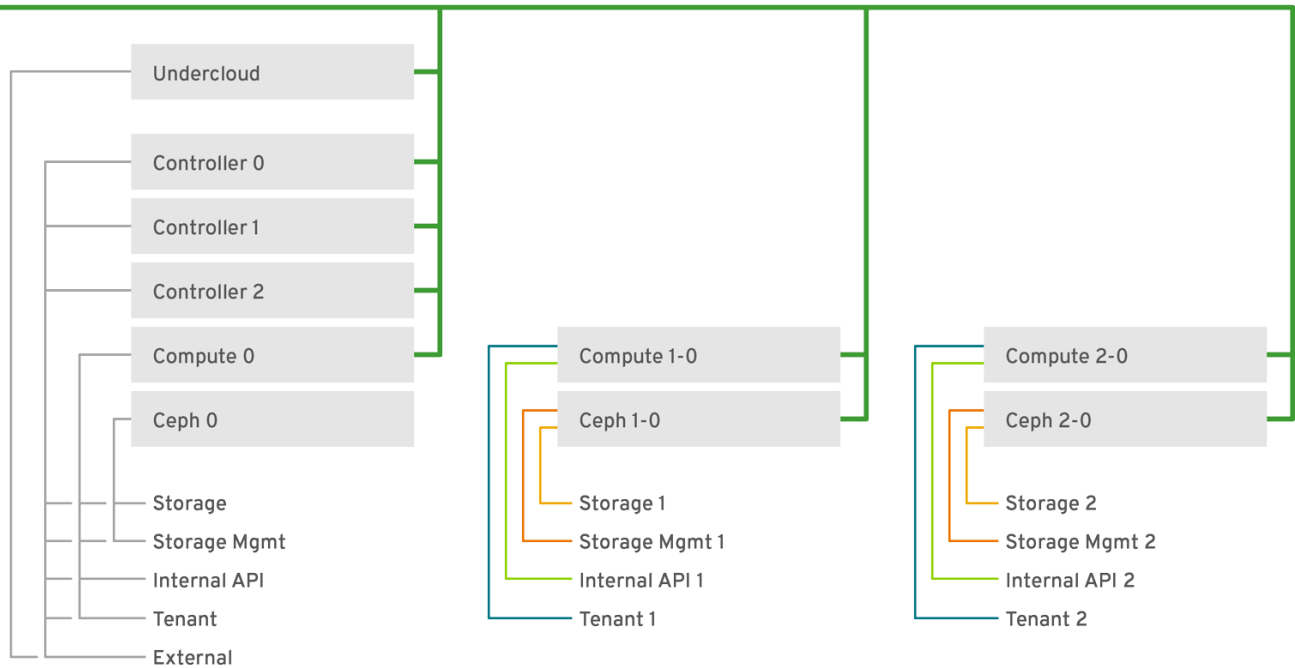 Undercloud
Controller 0
Controller 1
Controller 2
Compute 0
Ceph 0
Storage
Storage Mgmt
Internal API
Tenant
External
Compute 1-0
Ceph 1-0
Storage 1
Storage Mgmt 1
Internal API 1
Tenant 1
Compute 2-0
Ceph 2-0
Storage 2
Storage Mgmt 2
Internal API 2
Tenant 2